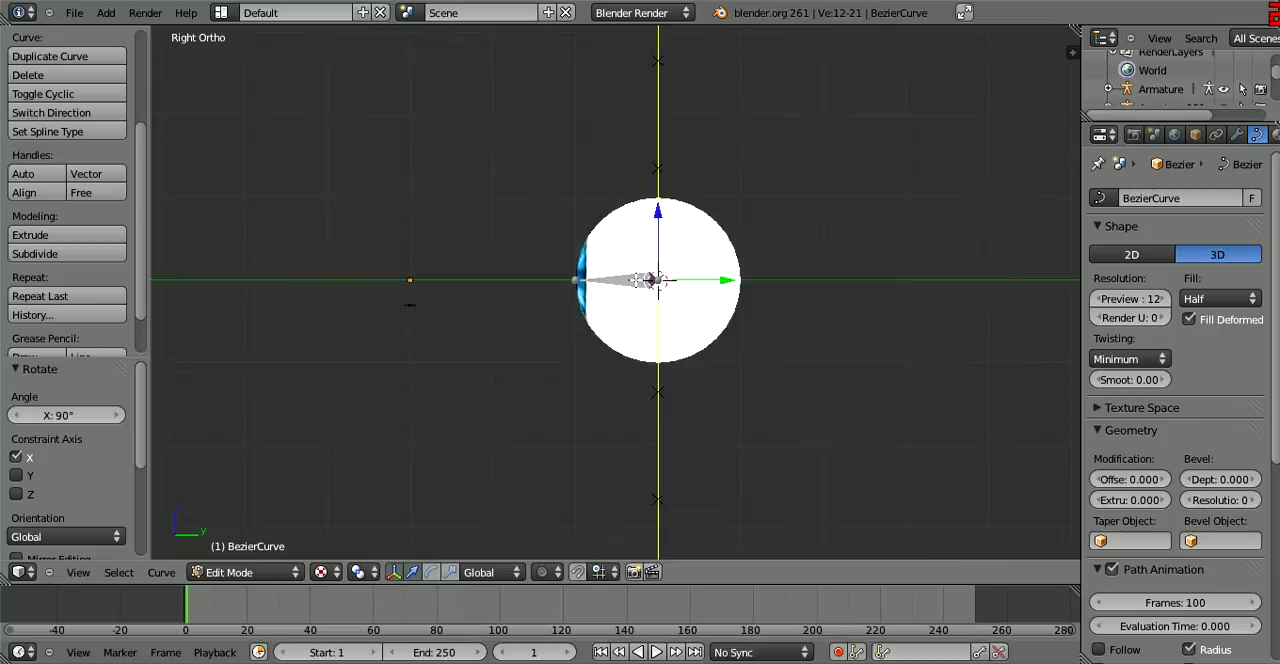 File Add Render Help Default Scene Blender Render blender.org 261 | Ve:12-21 | BezierCurve
Curve:
Duplicate Curve
Delete
Toggle Cyclic
Switch Direction
Set Spline Type
Handles:
Auto Vector
Align Free
Modeling:
Extrude
Subdivide
Repeat:
Repeat Last
History...
Grease Pencil:
Rotate
Angle
X: 90°
Constraint Axis
X
Y
Z
Orientation
Global
Right Ortho
y
(1) BezierCurve
View Select Curve Edit Mode Global
View Search All Scenes
RenderLayers
World
Armature
Bezier Bezier
BezierCurve F
Shape
2D 3D
Resolution: Fill:
Preview : 12 Half
Render U: 0 Fill Deformed
Twisting:
Minimum
Smoot: 0.00
Texture Space
Geometry
Modification: Bevel:
Offse: 0.000 Dept: 0.000
Extru: 0.000 Resolutio: 0
Taper Object: Bevel Object:
Path Animation
Frames: 100
Evaluation Time: 0.000
Follow Radius
-40 -20 0 20 40 60 80 100 120 140 160 180 200 220 240 260 280
View Marker Frame Playback Start: 1 End: 250 1 No Sync